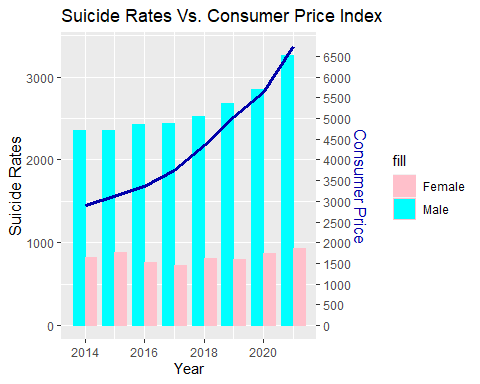 Suicide Rates Vs. Consumer Price Index
Suicide Rates
3000
2000
1000
0
6500
6000
5500
5000
4500
4000
3500
3000
2500
2000
1500
1000
500
0
Consumer Price
fill
Female
Male
2014 2016 2018 2020
Year